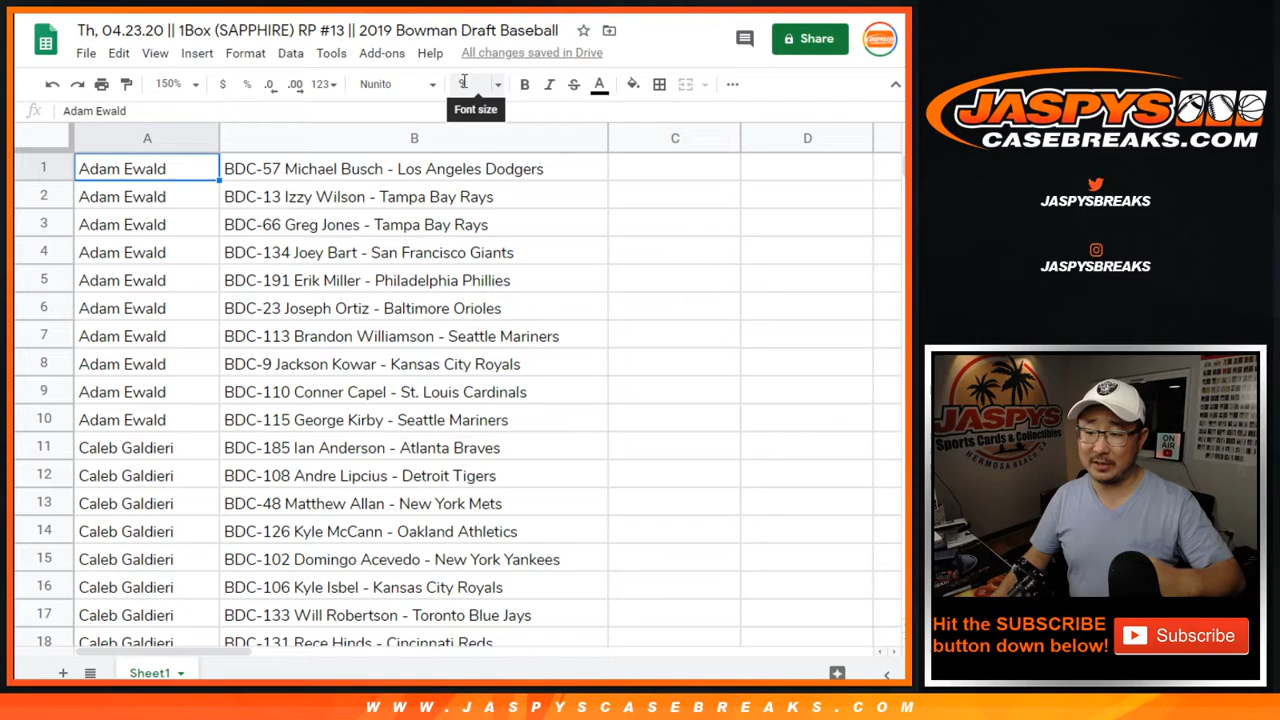 Th, 04.23.20 || 1Box (SAPPHIRE) RP #13 || 2019 Bowman Draft Baseball
Share
File Edit View Insert Format Data Tools Add-ons Help All changes saved in Drive
150% $ % .0 .00 123 Nunito 9 B I S A
Font size
fx Adam Ewald
A B C D
1 Adam Ewald BDC-57 Michael Busch - Los Angeles Dodgers
2 Adam Ewald BDC-13 Izzy Wilson - Tampa Bay Rays
3 Adam Ewald BDC-66 Greg Jones - Tampa Bay Rays
4 Adam Ewald BDC-134 Joey Bart - San Francisco Giants
5 Adam Ewald BDC-191 Erik Miller - Philadelphia Phillies
6 Adam Ewald BDC-23 Joseph Ortiz - Baltimore Orioles
7 Adam Ewald BDC-113 Brandon Williamson - Seattle Mariners
8 Adam Ewald BDC-9 Jackson Kowar - Kansas City Royals
9 Adam Ewald BDC-110 Conner Capel - St. Louis Cardinals
10 Adam Ewald BDC-115 George Kirby - Seattle Mariners
11 Caleb Galdieri BDC-185 Ian Anderson - Atlanta Braves
12 Caleb Galdieri BDC-108 Andre Lipcius - Detroit Tigers
13 Caleb Galdieri BDC-48 Matthew Allan - New York Mets
14 Caleb Galdieri BDC-126 Kyle McCann - Oakland Athletics
15 Caleb Galdieri BDC-102 Domingo Acevedo - New York Yankees
16 Caleb Galdieri BDC-106 Kyle Isbel - Kansas City Royals
17 Caleb Galdieri BDC-133 Will Robertson - Toronto Blue Jays
18 Caleb Galdieri BDC-131 Rece Hinds - Cincinnati Reds
Sheet1
JASPYS
CASEBREAKS.COM
JASPYSBREAKS
JASPYSBREAKS
JASPYS
Sports Cards & Collectibles
HERMOSA BEACH CA
ON AIR
Hit the SUBSCRIBE
button down below!
Subscribe
WWW.JASPYSCASEBREAKS.COM